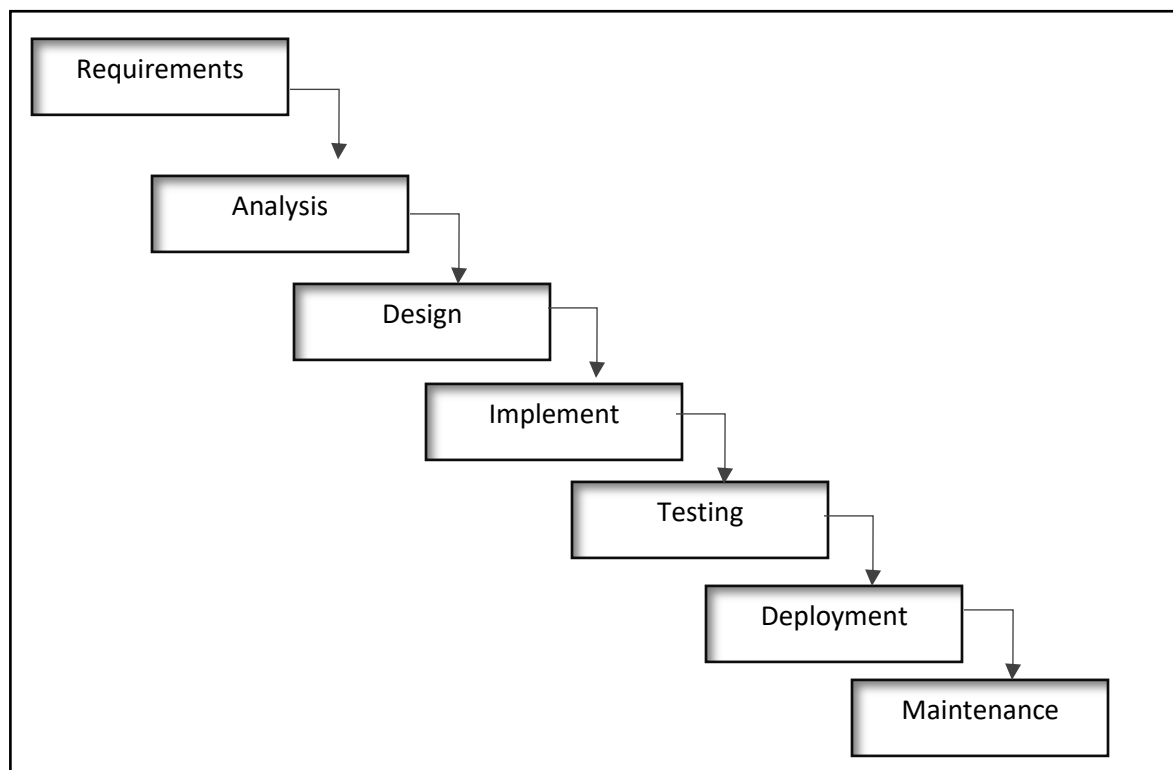 Requirements
Analysis
Design
Implement
Testing
Deployment
Maintenance